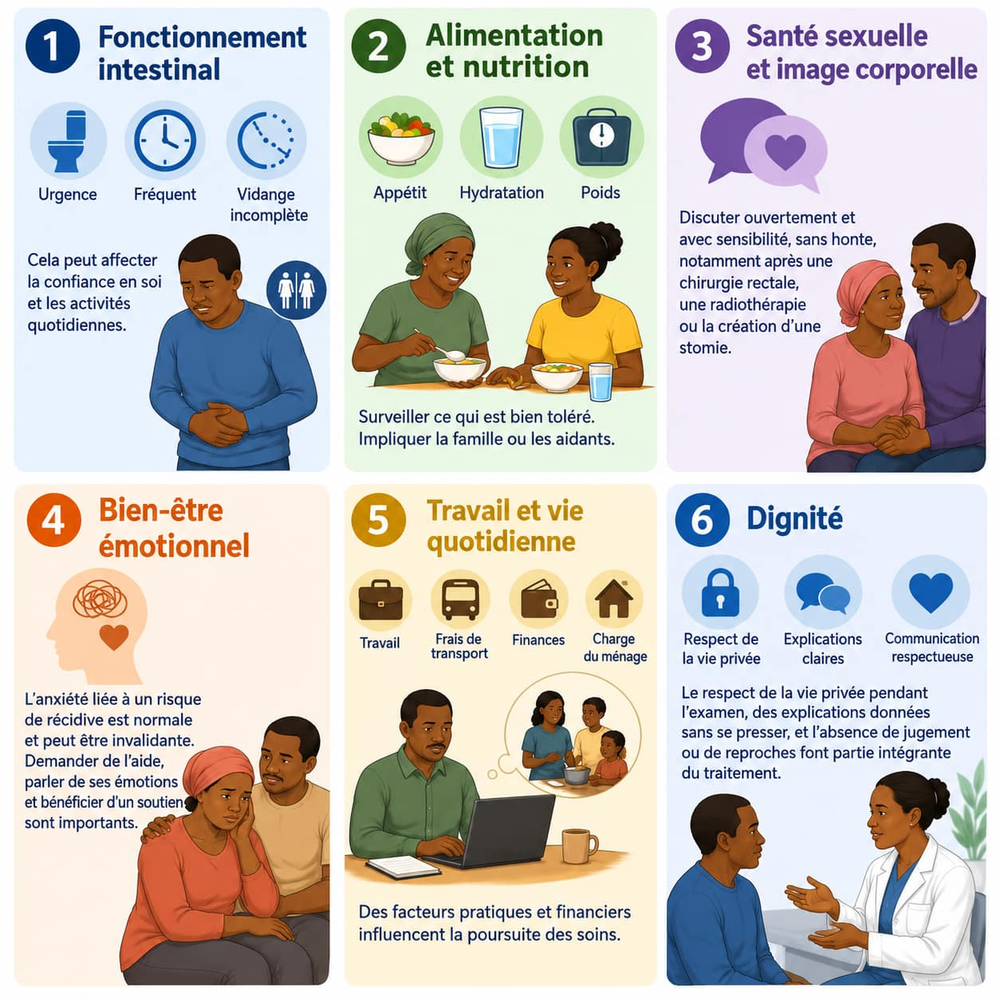 1
Fonctionnement
intestinal
Urgence
Fréquent
Vidange
incomplète
Cela peut affecter
la confiance en soi
et les activités
quotidiennes.
2
Alimentation
et nutrition
Appétit
Hydratation
Poids
Surveiller ce qui est bien toléré.
Impliquer la famille ou les aidants.
3
Santé sexuelle
et image corporelle
Discuter ouvertement et
avec sensibilité, sans honte,
notamment après une
chirurgie rectale,
une radiothérapie
ou la création d'une
stomie.
4
Bien-être
émotionnel
L'anxiété liée à un risque
de récidive est normale
et peut être invalidante.
Demander de l'aide,
parler de ses émotions
et bénéficier d'un soutien
sont importants.
5
Travail et vie
quotidienne
Travail
Frais de
transport
Finances
Charge
du ménage
Des facteurs pratiques et financiers
influencent la poursuite des soins.
6
Dignité
Respect de
la vie privée
Explications
claires
Communication
respectueuse
Le respect de la vie privée pendant
l'examen, des explications données
sans se presser, et l'absence de jugement
ou de reproches font partie intégrante
du traitement.